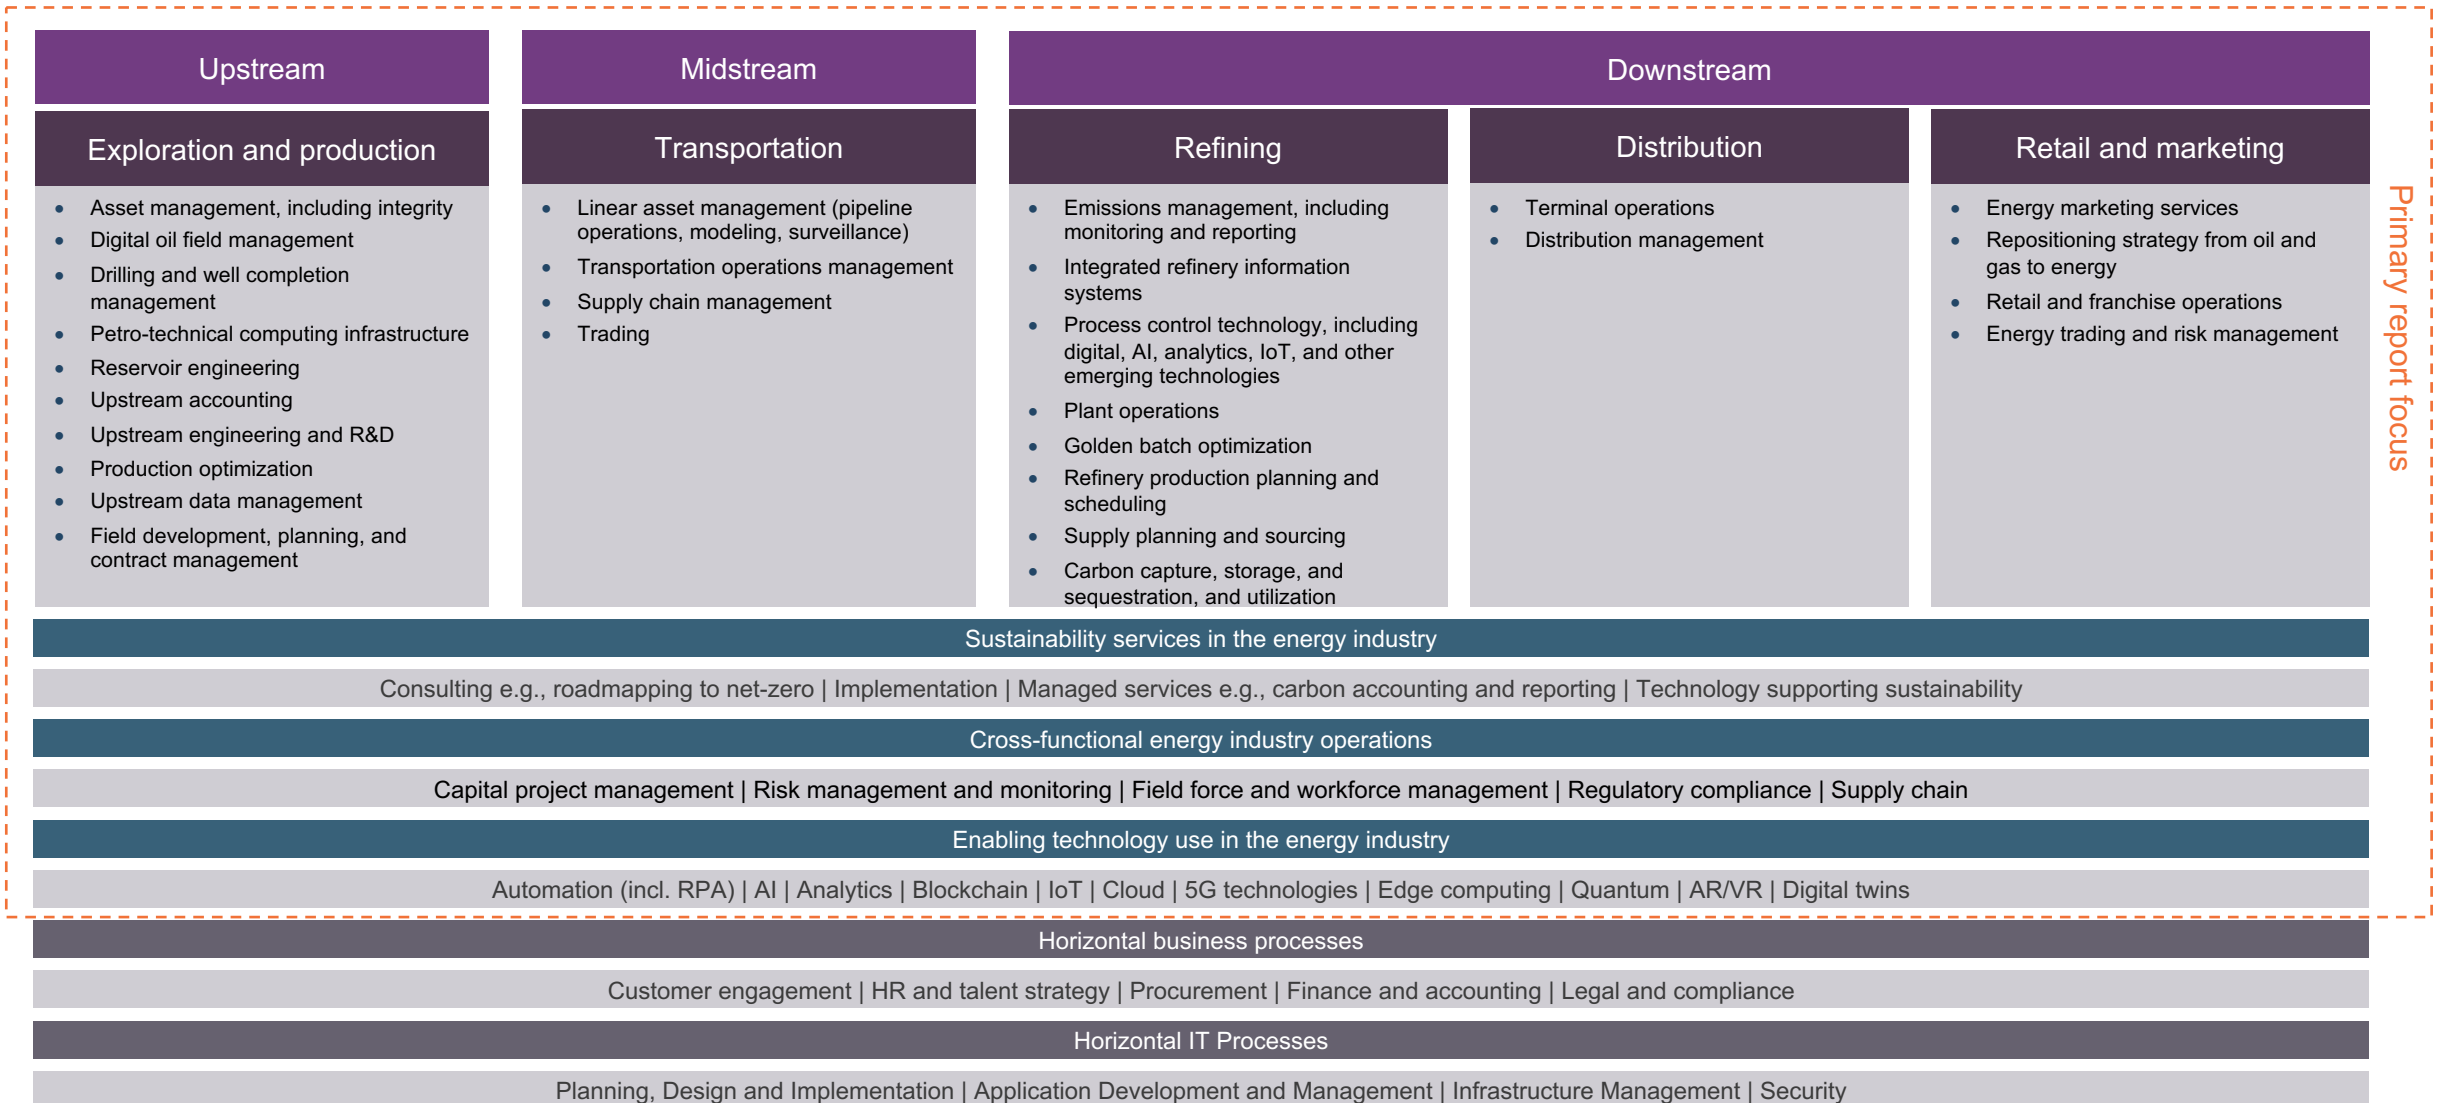 Upstream
Midstream
Downstream
Exploration and production
Transportation
Refining
Distribution
Retail and marketing
• Asset management, including integrity
• Digital oil field management
• Drilling and well completion
management
• Petro-technical computing infrastructure
• Reservoir engineering
• Upstream accounting
• Upstream engineering and R&D
• Production optimization
• Upstream data management
• Field development, planning, and
contract management
• Linear asset management (pipeline
operations, modeling, surveillance)
• Transportation operations management
• Supply chain management
• Trading
• Emissions management, including
monitoring and reporting
• Integrated refinery information
systems
• Process control technology, including
digital, AI, analytics, IoT, and other
emerging technologies
• Plant operations
• Golden batch optimization
• Refinery production planning and
scheduling
• Supply planning and sourcing
• Carbon capture, storage, and
sequestration, and utilization
• Terminal operations
• Distribution management
• Energy marketing services
• Repositioning strategy from oil and
gas to energy
• Retail and franchise operations
• Energy trading and risk management
Primary report focus
Sustainability services in the energy industry
Consulting e.g., roadmapping to net-zero | Implementation | Managed services e.g., carbon accounting and reporting | Technology supporting sustainability
Cross-functional energy industry operations
Capital project management | Risk management and monitoring | Field force and workforce management | Regulatory compliance | Supply chain
Enabling technology use in the energy industry
Automation (incl. RPA) | AI | Analytics | Blockchain | IoT | Cloud | 5G technologies | Edge computing | Quantum | AR/VR | Digital twins
Horizontal business processes
Customer engagement | HR and talent strategy | Procurement | Finance and accounting | Legal and compliance
Horizontal IT Processes
Planning, Design and Implementation | Application Development and Management | Infrastructure Management | Security